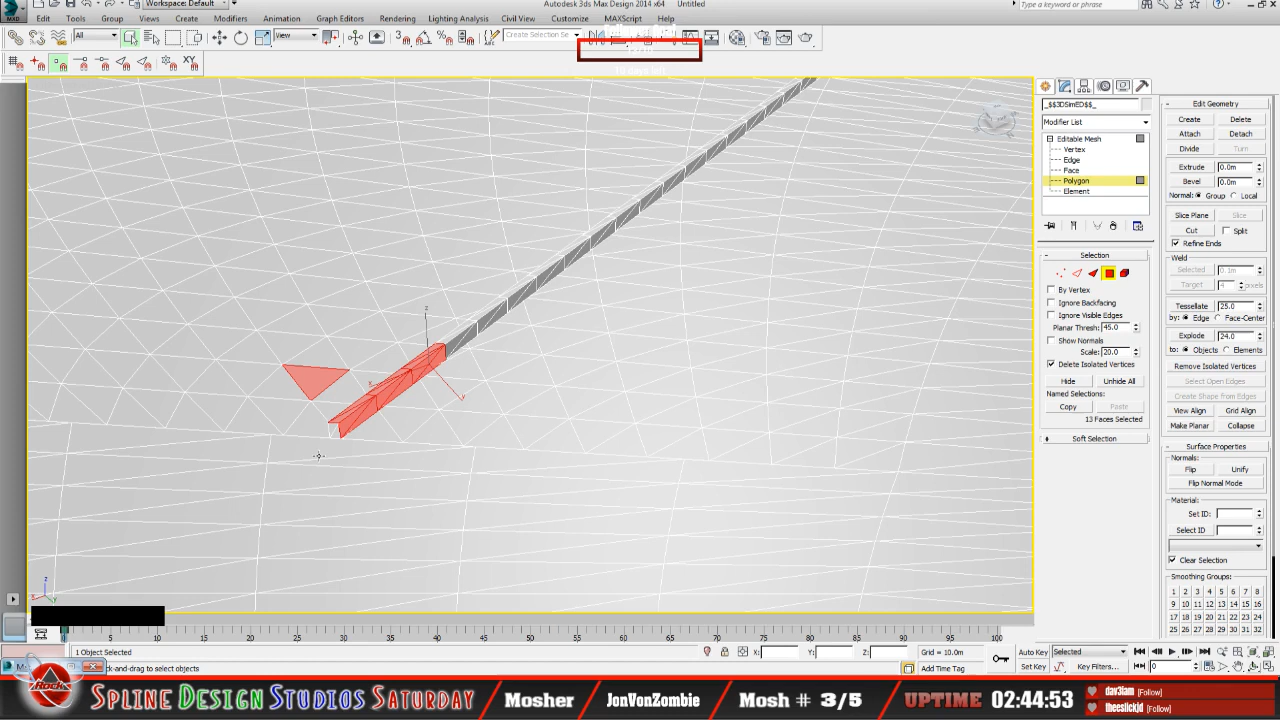 Workspace: Default
Autodesk 3ds Max Design 2014 x64
Untitled
Type a keyword or phrase
MXD
Edit
Tools
Group
Views
Create
Modifiers
Animation
Graph Editors
Rendering
Lighting Analysis
Civil View
Customize
MAXScript
Help
All
View
Create Selection Se
XY
_$$3DSimED$$_
Modifier List
Editable Mesh
Vertex
Edge
Face
Polygon
Element
Selection
By Vertex
Ignore Backfacing
Ignore Visible Edges
Planar Thresh: 45.0
Show Normals
Scale: 20.0
Delete Isolated Vertices
Hide
Unhide All
Named Selections:
Copy
Paste
13 Faces Selected
Soft Selection
Edit Geometry
Create
Delete
Attach
Detach
Divide
Turn
Extrude
0.0m
Bevel
0.0m
Normal:
Group
Local
Slice Plane
Slice
Cut
Split
Refine Ends
Weld
Selected
0.1m
Target
4
pixels
Tessellate
25.0
by:
Edge
Face-Center
Explode
24.0
to:
Objects
Elements
Remove Isolated Vertices
Select Open Edges
Create Shape from Edges
View Align
Grid Align
Make Planar
Collapse
Surface Properties
Normals:
Flip
Unify
Flip Normal Mode
Material:
Set ID:
Select ID
Clear Selection
Smoothing Groups:
1 2 3 4 5 6 7 8
9 10 11 12 13 14 15 16
17 18 19 20 21 22 23 24
25 26 27 28 29 30 31 32
z
x
y
5 10 15 20 25 30 35 40 45 50 55 60 65 70 75 80 85 90 95 100
1 Object Selected
X:
Y:
Z:
Grid = 10.0m
Auto Key
Selected
k-and-drag to select objects
Add Time Tag
Set Key
Key Filters...
0
SPLINE DESIGN STUDIOS SATURDAY
Mosher
JonVonZombie
Mosh # 3/5
UPTIME
02:44:53
dav3iam [Follow]
theeslickjd [Follow]